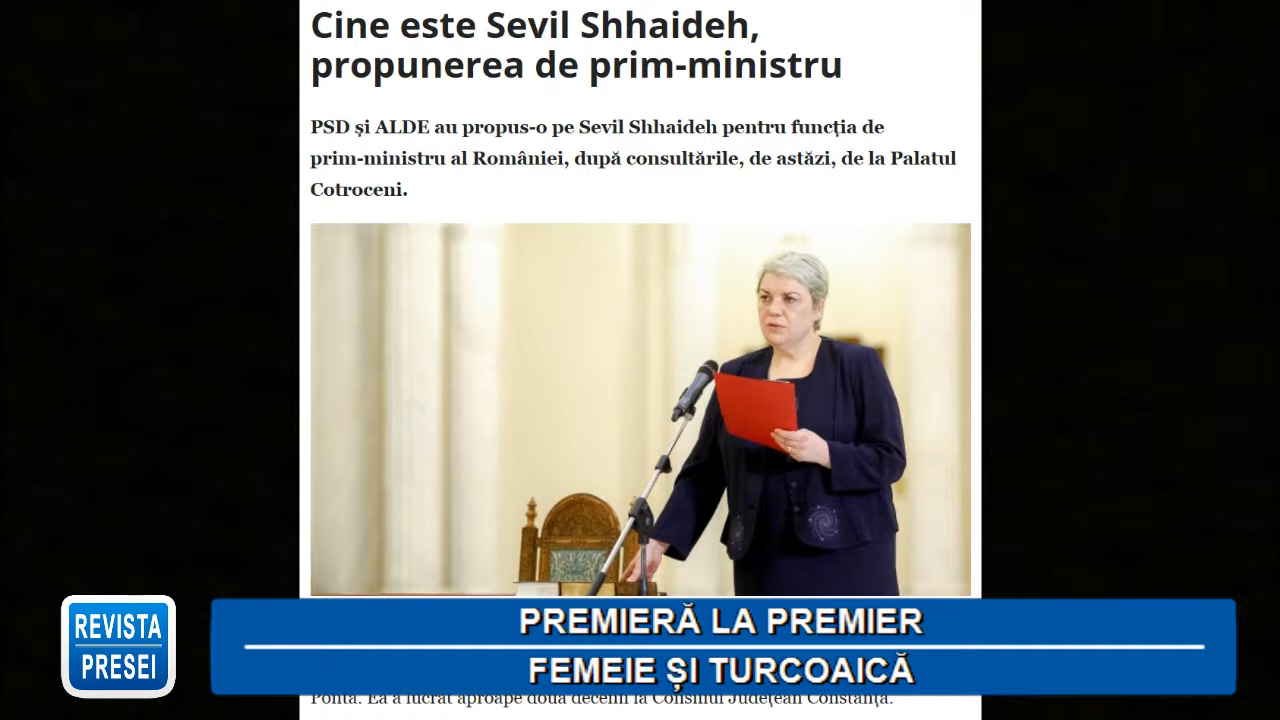 Cine este Sevil Shhaideh,
propunerea de prim-ministru
PSD şi ALDE au propus-o pe Sevil Shhaideh pentru funcția de
prim-ministru al României, după consultările, de astăzi, de la Palatul
Cotroceni.
REVISTA
PRESEI
PREMIERĂ LA PREMIER
FEMEIE ȘI TURCOAICĂ
Ponta. Ea a lucrat aproape două decenii la Consiliul Județean Constanța.